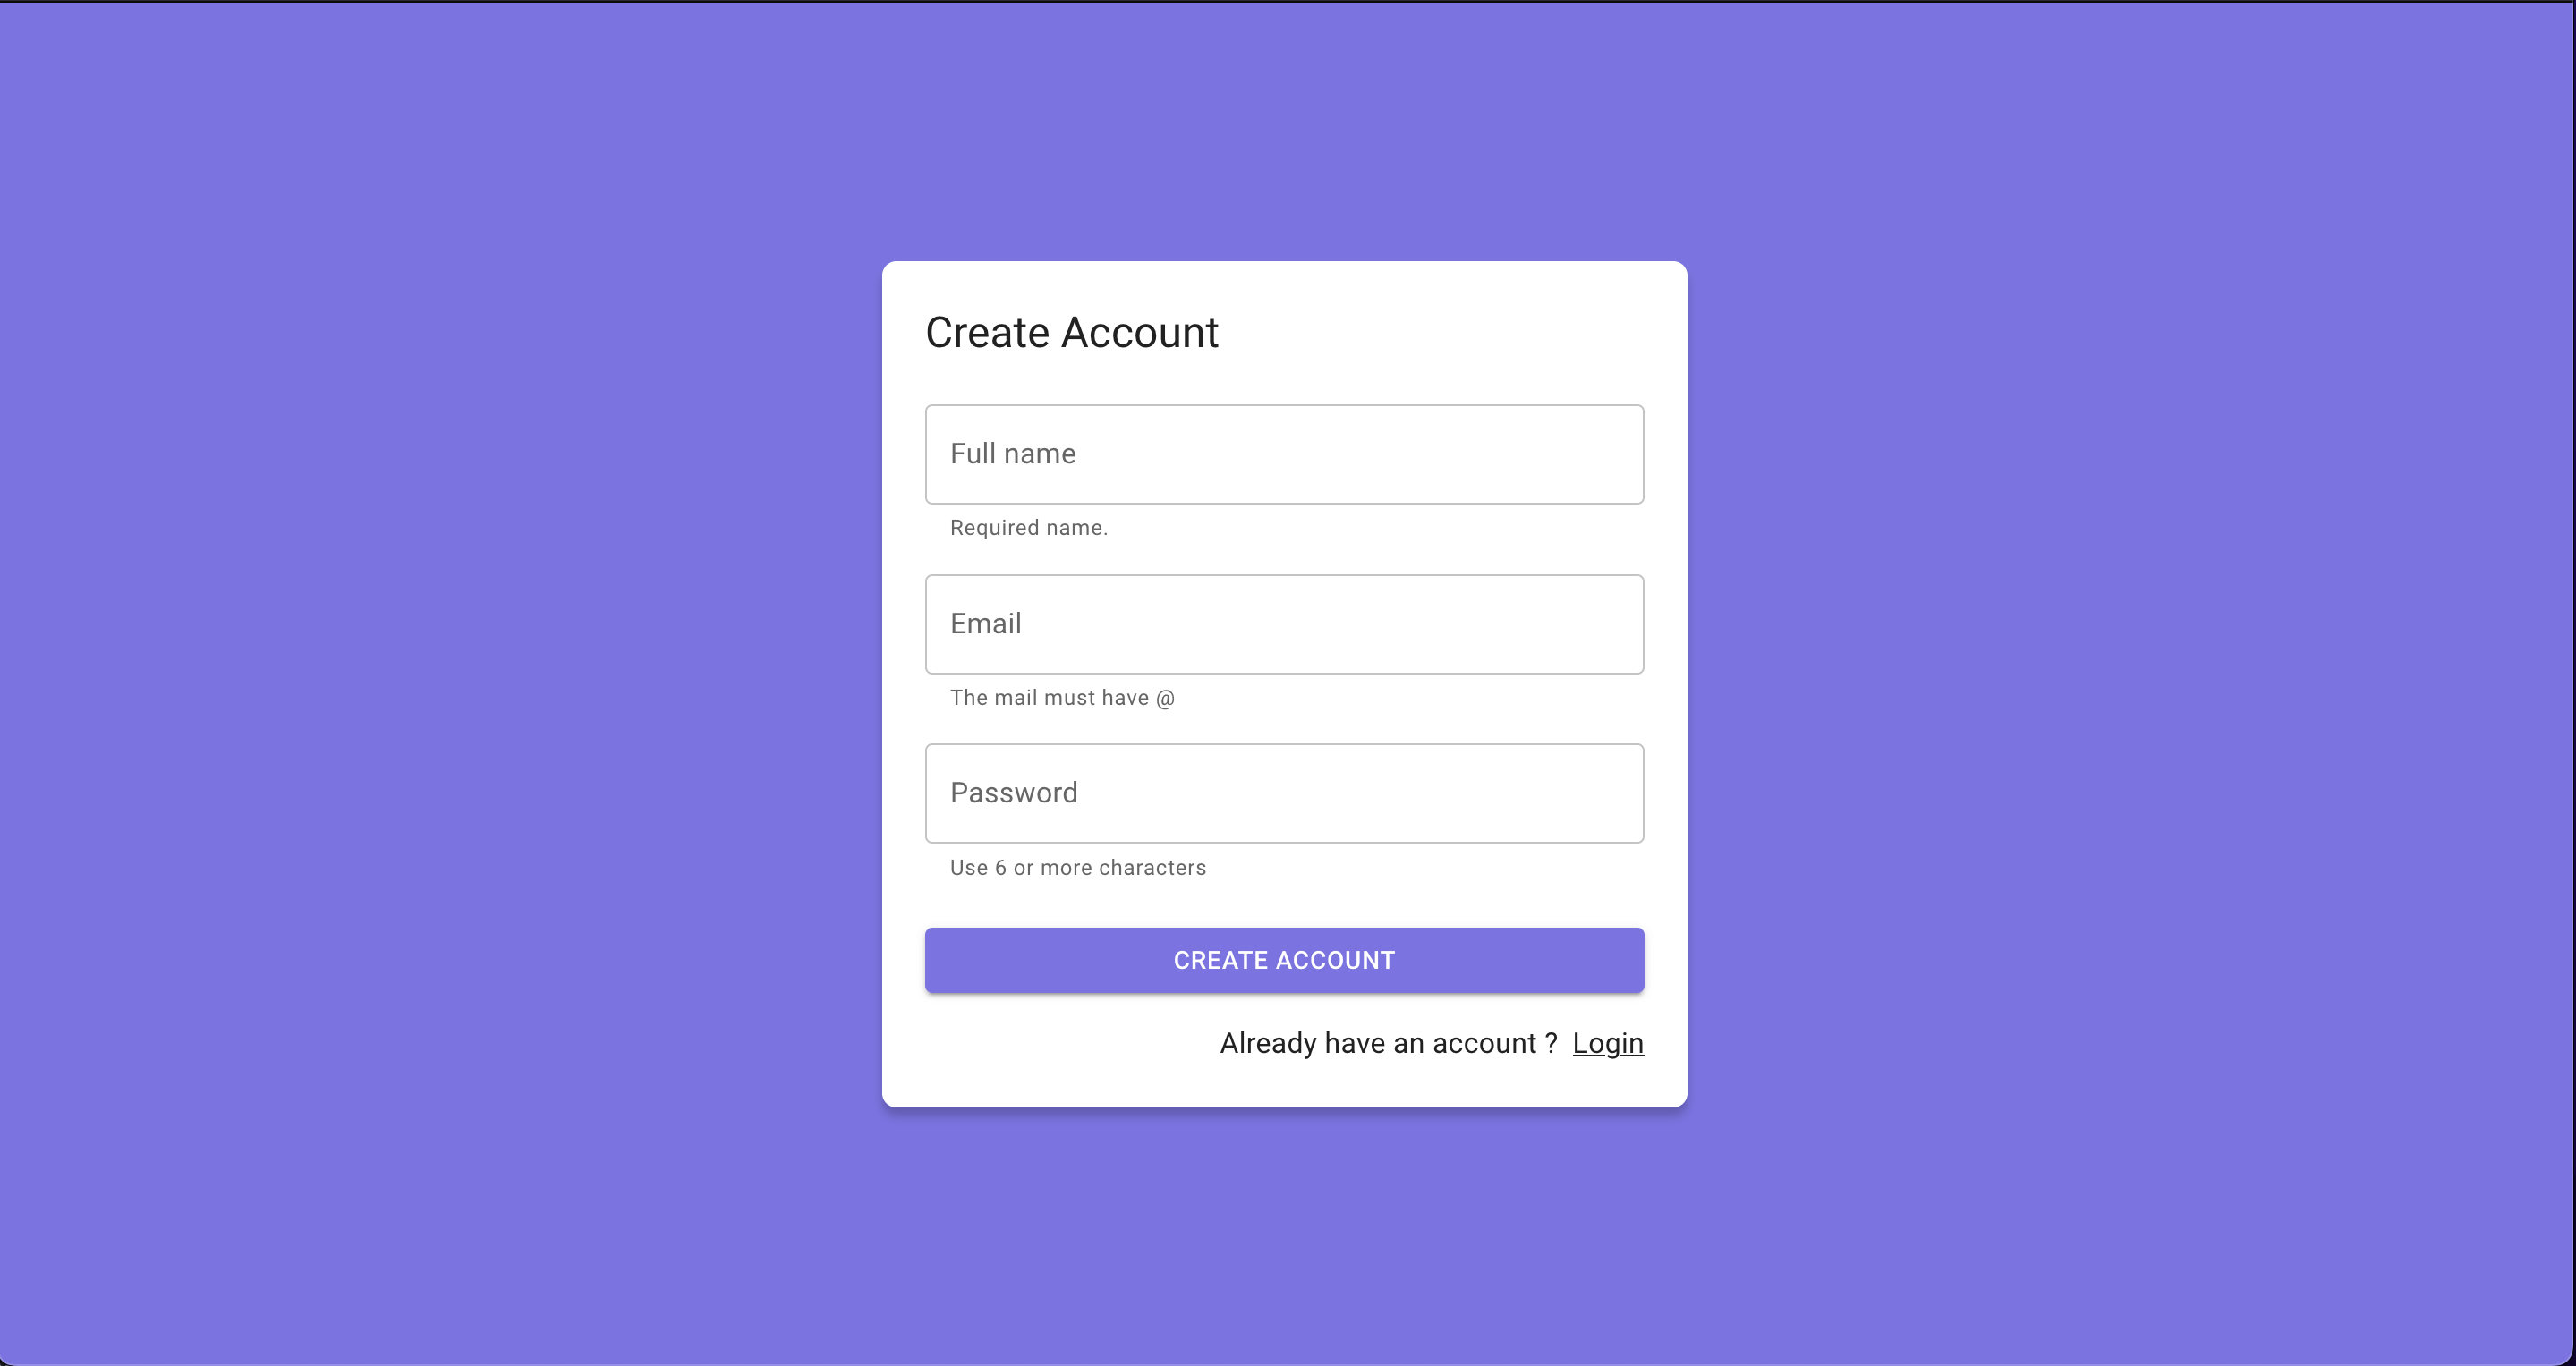 Create Account
Full name
Required name.
Email
The mail must have @
Password
Use 6 or more characters
CREATE ACCOUNT
Already have an account ? Login